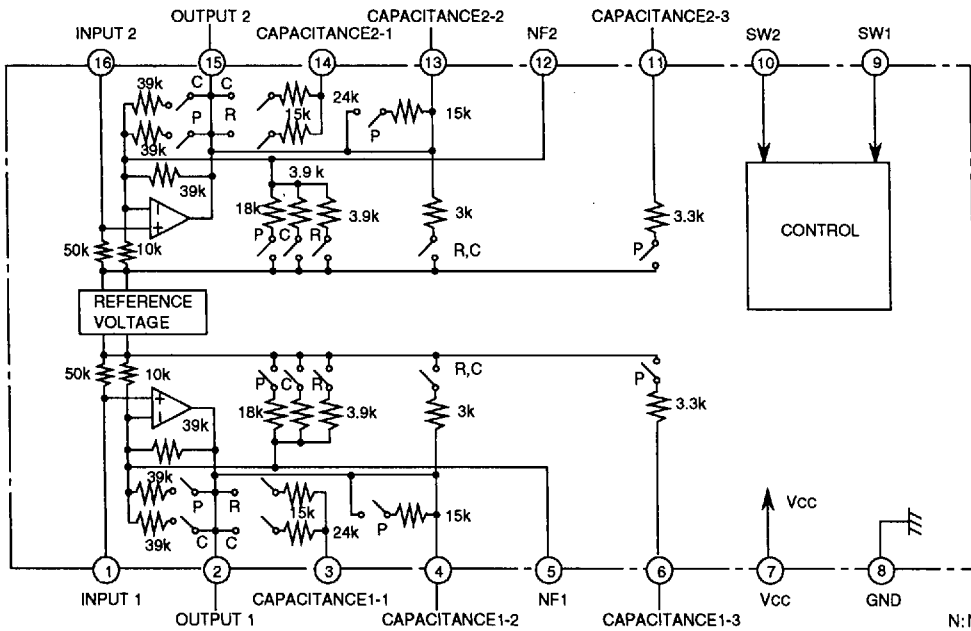 OUTPUT 2
CAPACITANCE2-2
CAPACITANCE2-3
INPUT 2
CAPACITANCE2-1
NF2
SW2
SW1
16
15
14
13
12
11
10
9
39k
C
C
P
R
39k
39k
15k
24k
P
15k
3.9 k
18k
3.9k
P
C
R
3k
R,C
3.3k
P
CONTROL
50k
10k
REFERENCE
VOLTAGE
50k
10k
P
C
R
18k
3.9k
R,C
3k
P
3.3k
39k
39k
P
R
39k
C
C
15k
24k
P
15k
Vcc
1
2
3
4
5
6
7
8
INPUT 1
CAPACITANCE1-1
NF1
VCC
GND
OUTPUT 1
CAPACITANCE1-2
CAPACITANCE1-3